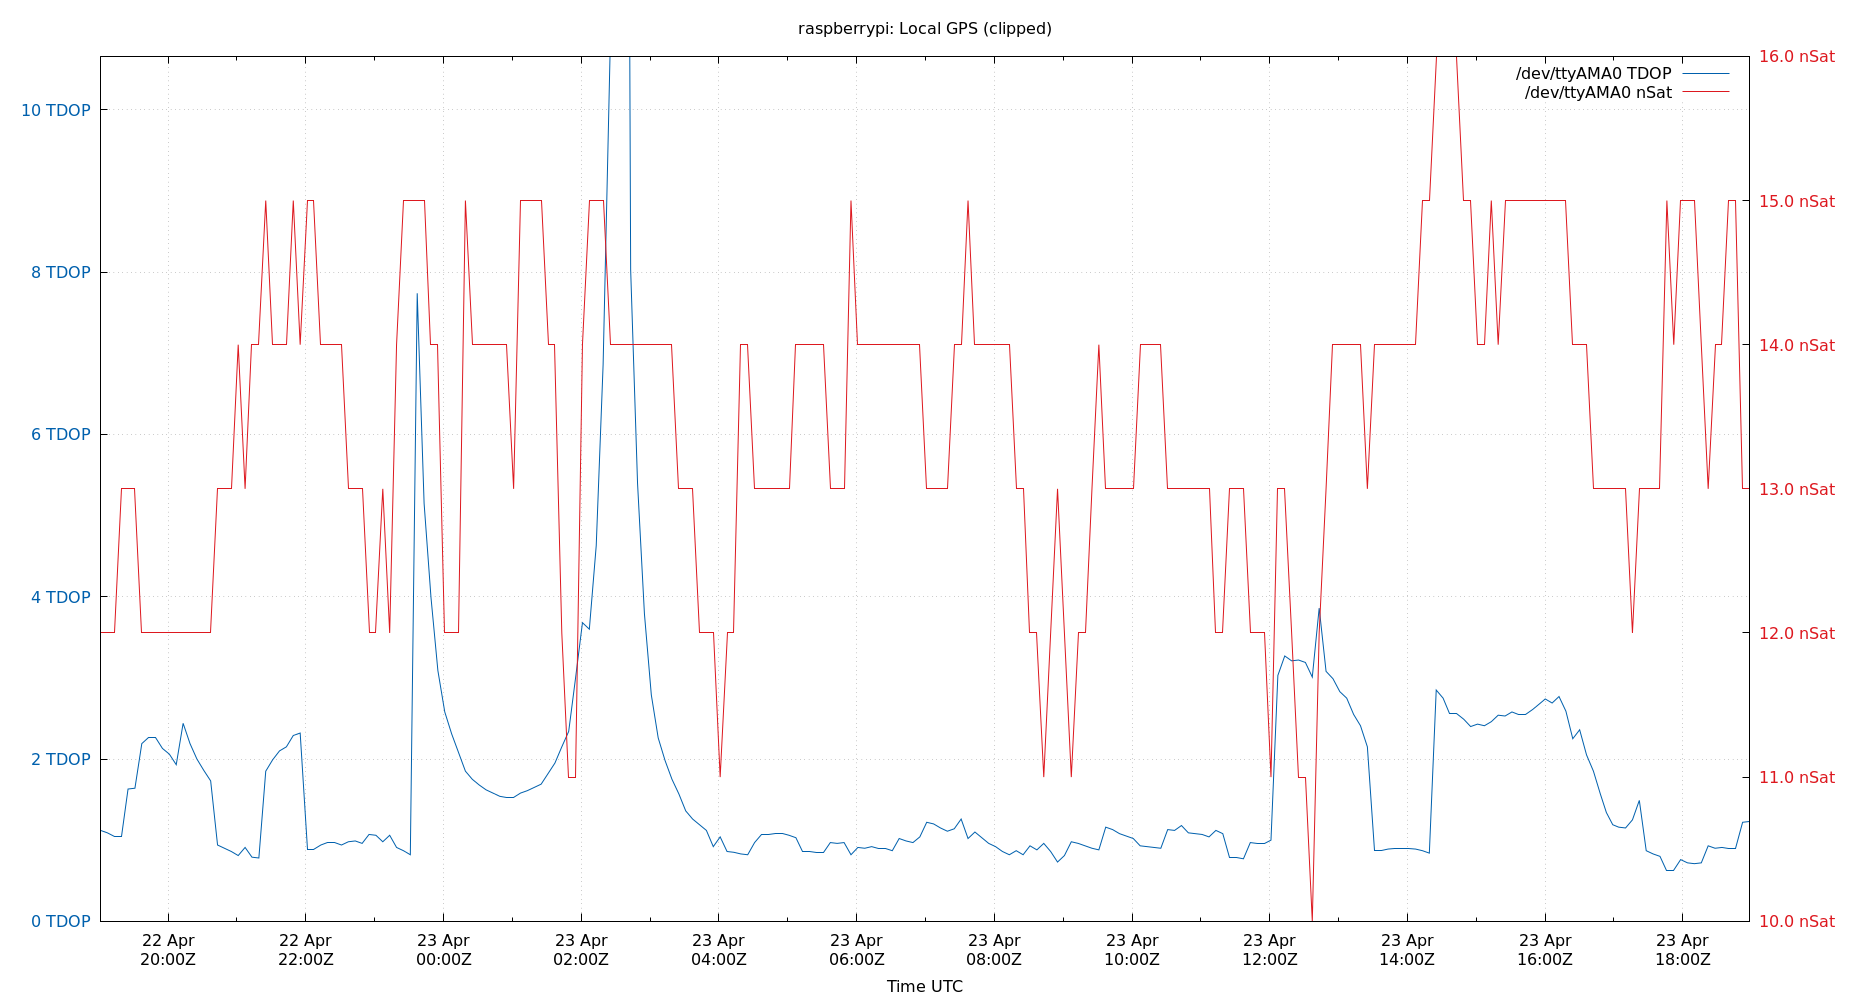 raspberrypi: Local GPS (clipped)
/dev/ttyAMA0 TDOP
/dev/ttyAMA0 nSat
10 TDOP
8 TDOP
6 TDOP
4 TDOP
2 TDOP
0 TDOP
16.0 nSat
15.0 nSat
14.0 nSat
13.0 nSat
12.0 nSat
11.0 nSat
10.0 nSat
22 Apr
20:00Z
22 Apr
22:00Z
23 Apr
00:00Z
23 Apr
02:00Z
23 Apr
04:00Z
23 Apr
06:00Z
23 Apr
08:00Z
23 Apr
10:00Z
23 Apr
12:00Z
23 Apr
14:00Z
23 Apr
16:00Z
23 Apr
18:00Z
Time UTC